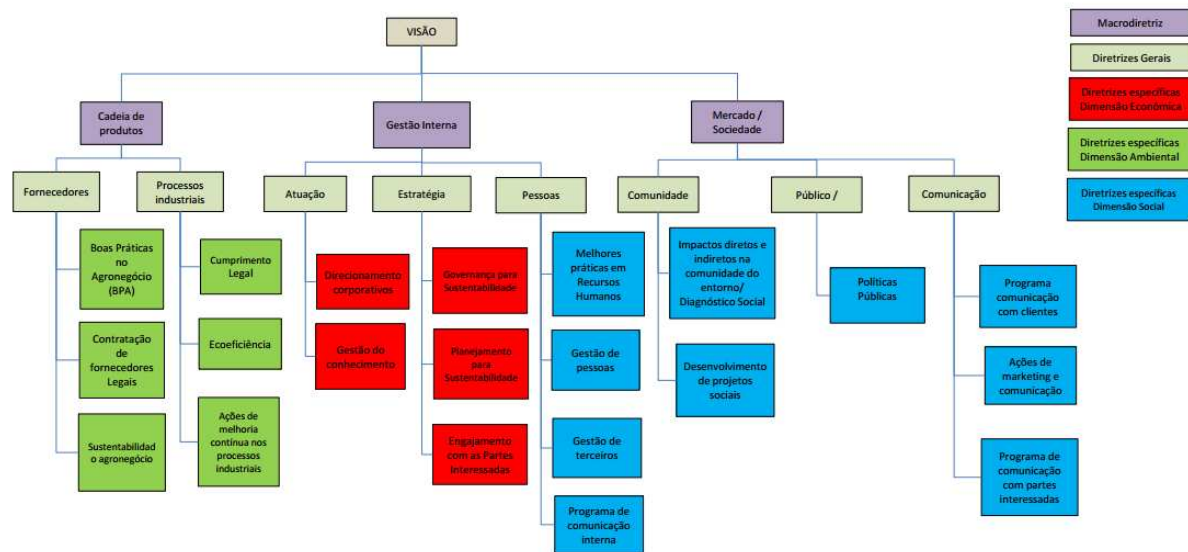 VISÃO
Macrodiretriz
Diretrizes Gerais
Diretrizes específicas
Dimensão Econômica
Diretrizes específicas
Dimensão Ambiental
Diretrizes específicas
Dimensão Social
Cadeia de
produtos
Gestão Interna
Mercado /
Sociedade
Fornecedores
Processos
industriais
Atuação
Estratégia
Pessoas
Comunidade
Público /
Comunicação
Boas Práticas
no
Agronegócio
(BPA)
Contratação
de
fornecedores
Legais
Sustentabilidad
o agronegócio
Cumprimento
Legal
Ecoeficiência
Ações de
melhoria
contínua nos
processos
industriais
Direcionamento
corporativos
Gestão do
conhecimento
Governança para
Sustentabilidade
Planejamento
para
Sustentabilidade
Engajamento
com as Partes
Interessadas
Melhores
práticas em
Recursos
Humanos
Gestão de
pessoas
Gestão de
terceiros
Programa de
comunicação
interna
Impactos diretos e
indiretos na
comunidade do
entorno/
Diagnóstico Social
Desenvolvimento
de projetos
sociais
Políticas
Públicas
Programa
comunicação
com clientes
Ações de
marketing e
comunicação
Programa de
comunicação
com partes
interessadas